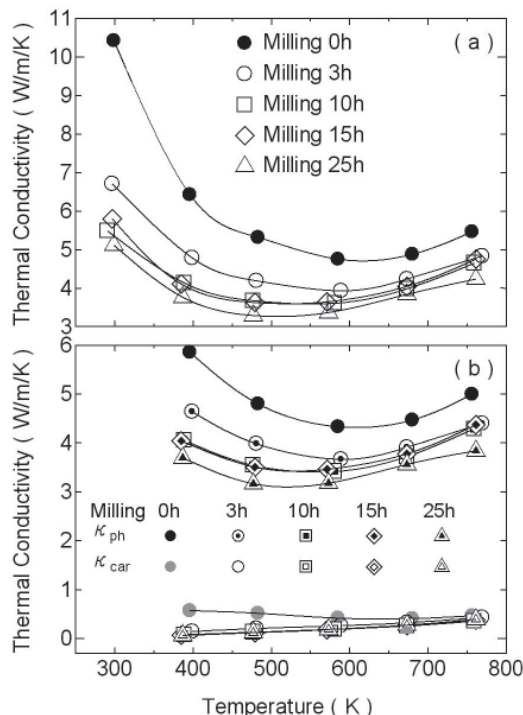 11
10
9
8
7
6
5
4
3
Thermal Conductivity ( W/m/K )
( a )
Milling 0h
Milling 3h
Milling 10h
Milling 15h
Milling 25h
6
5
4
3
2
1
0
Thermal Conductivity ( W/m/K )
( b )
Milling 0h 3h 10h 15h 25h
κ ph
κ car
300 400 500 600 700 800
Temperature ( K )